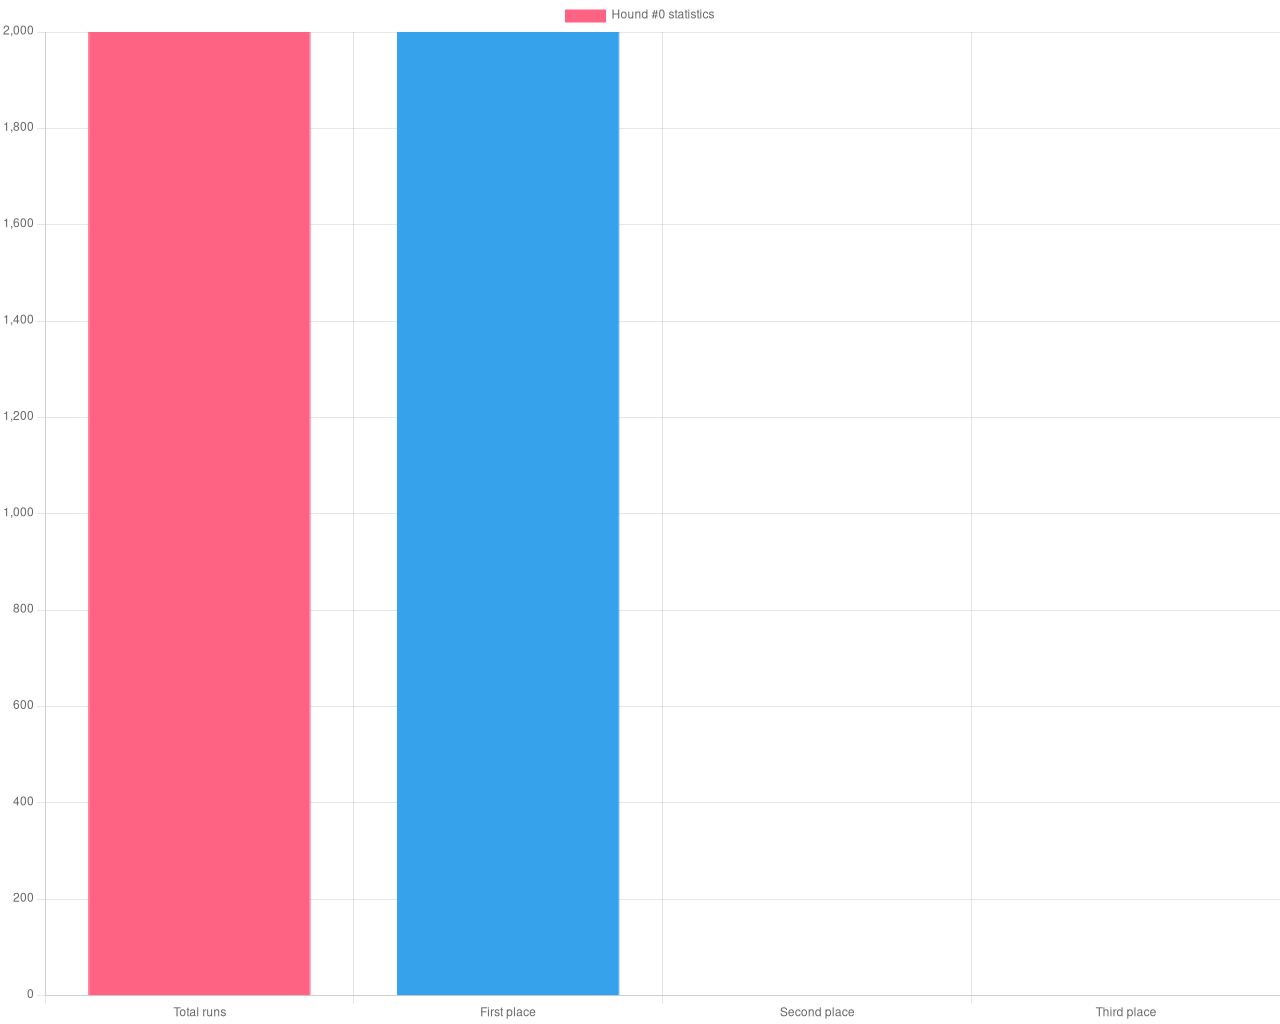 Hound #0 statistics
2,000
1,800
1,600
1,400
1,200
1,000
800
600
400
200
0
Total runs
First place
Second place
Third place